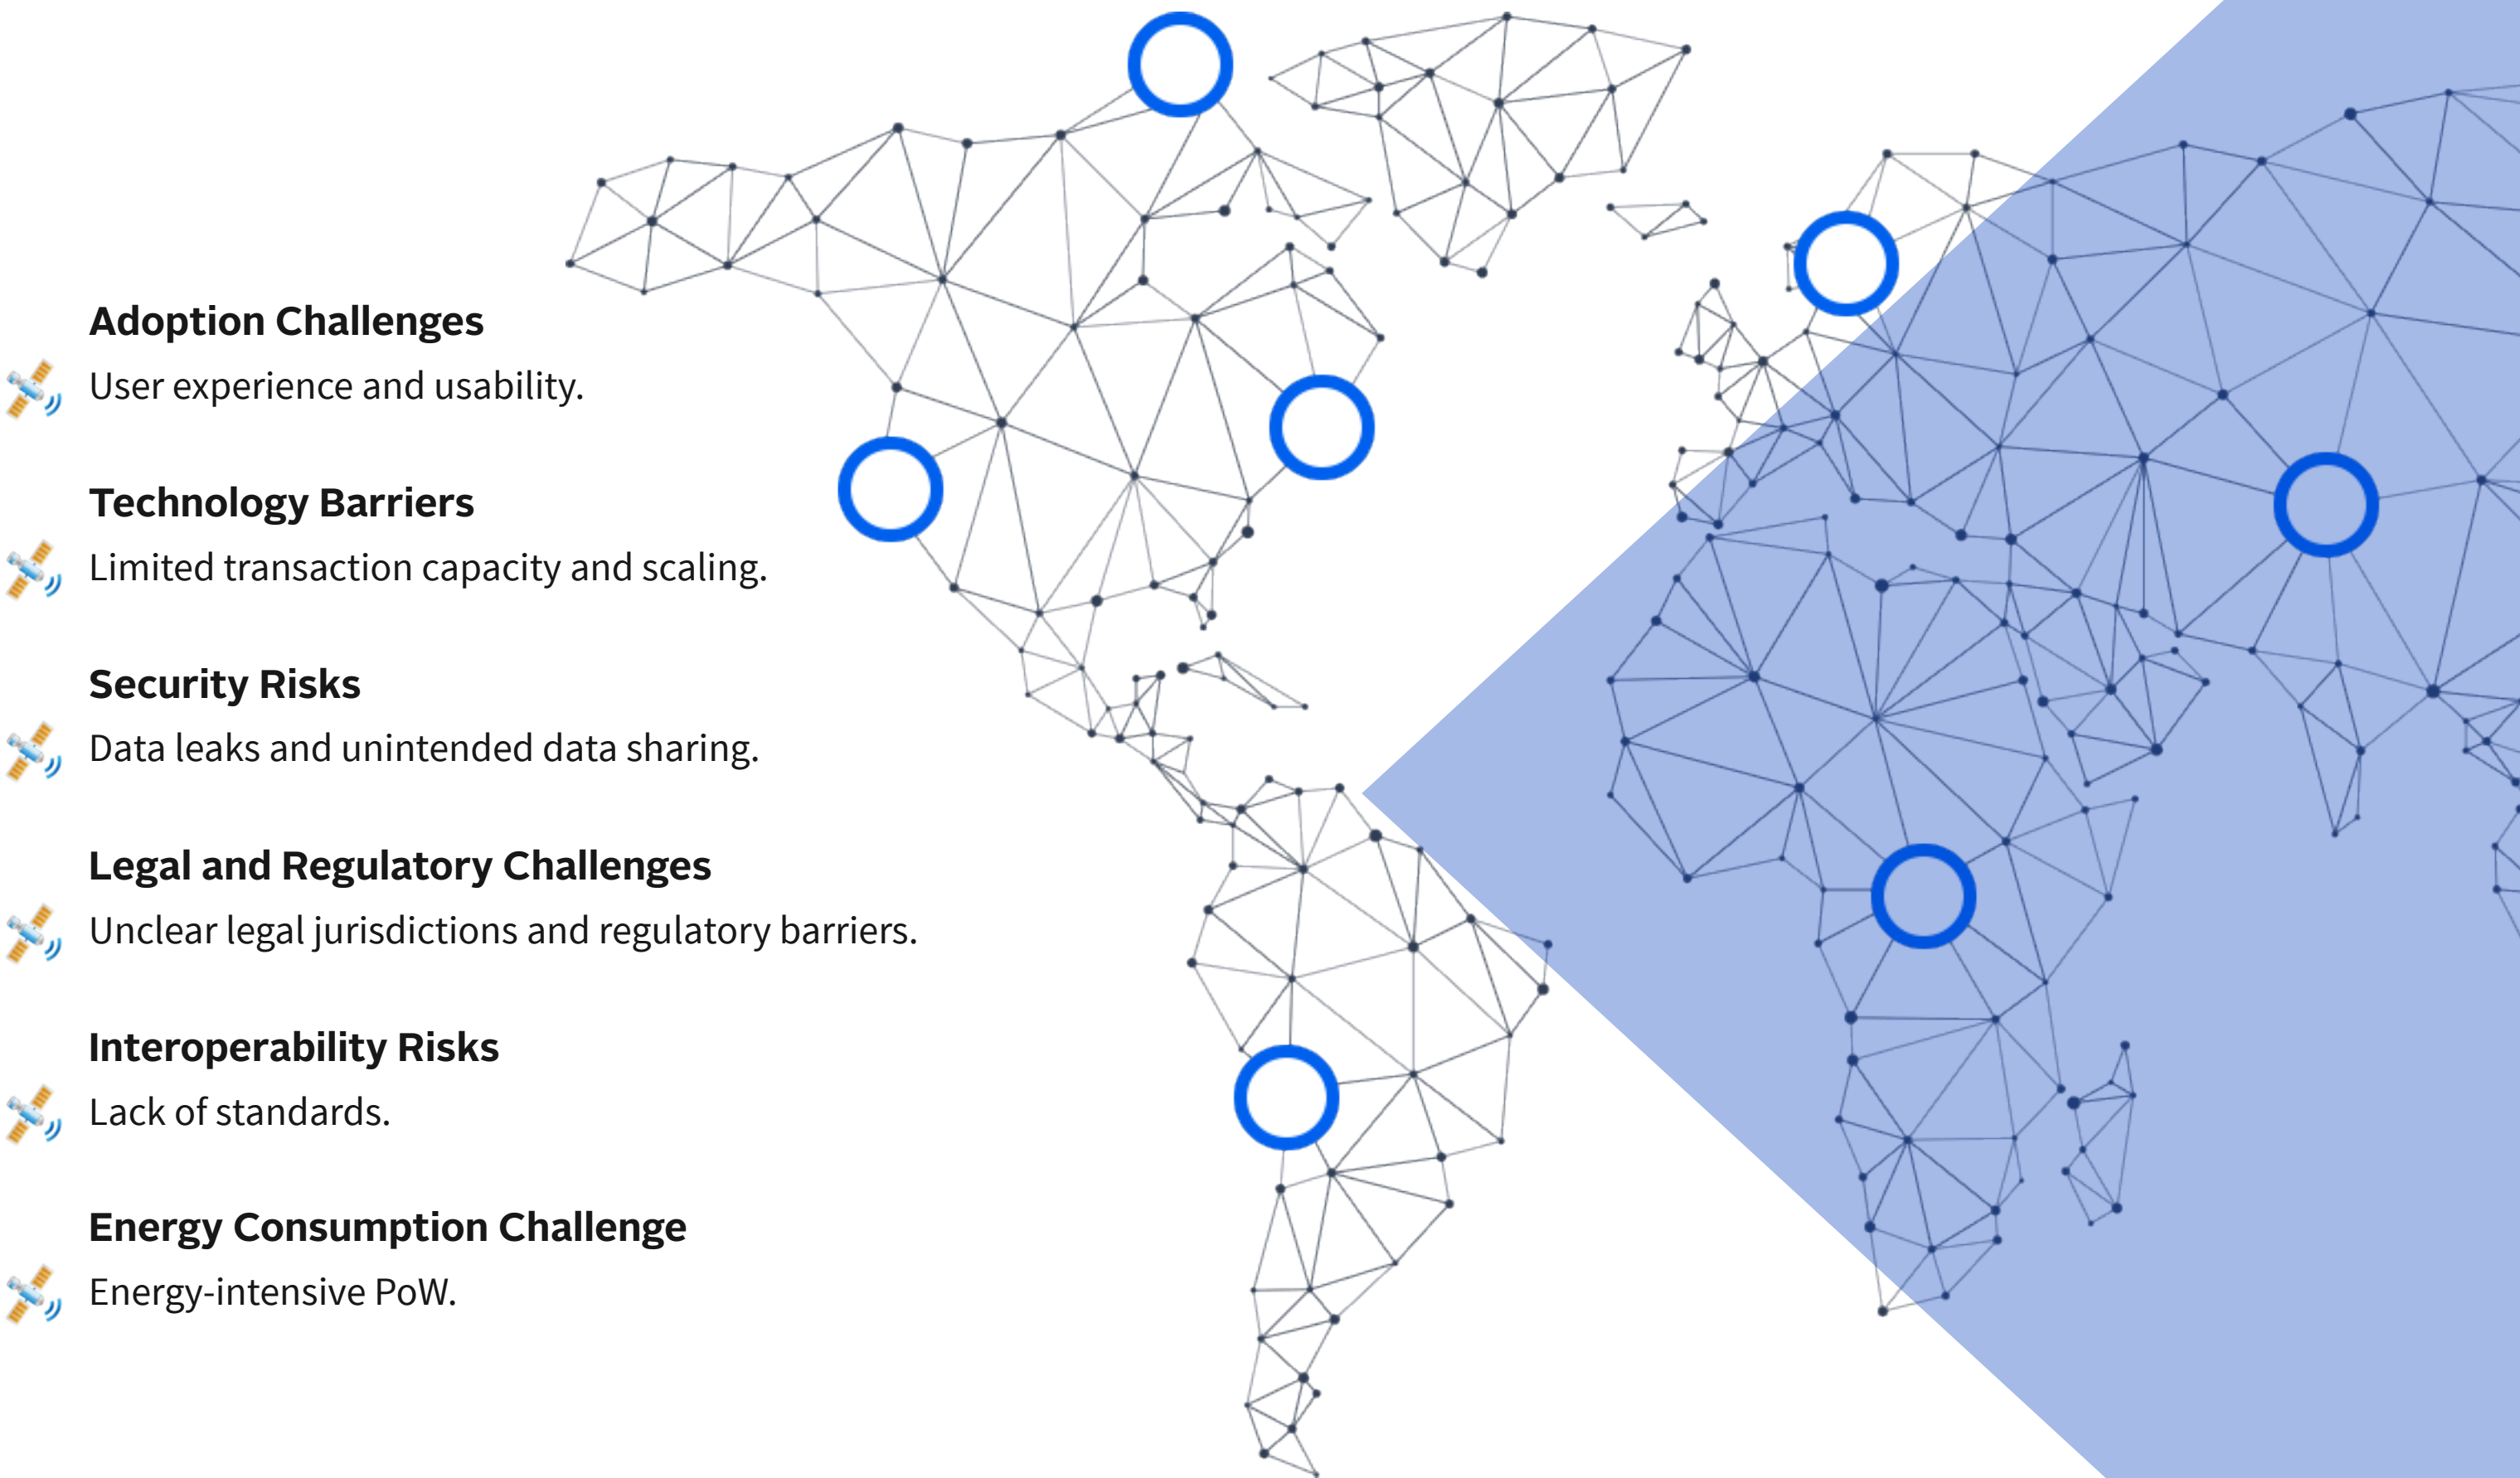 Adoption Challenges
User experience and usability.
Technology Barriers
Limited transaction capacity and scaling.
Security Risks
Data leaks and unintended data sharing.
Legal and Regulatory Challenges
Unclear legal jurisdictions and regulatory barriers.
Interoperability Risks
Lack of standards.
Energy Consumption Challenge
Energy-intensive PoW.